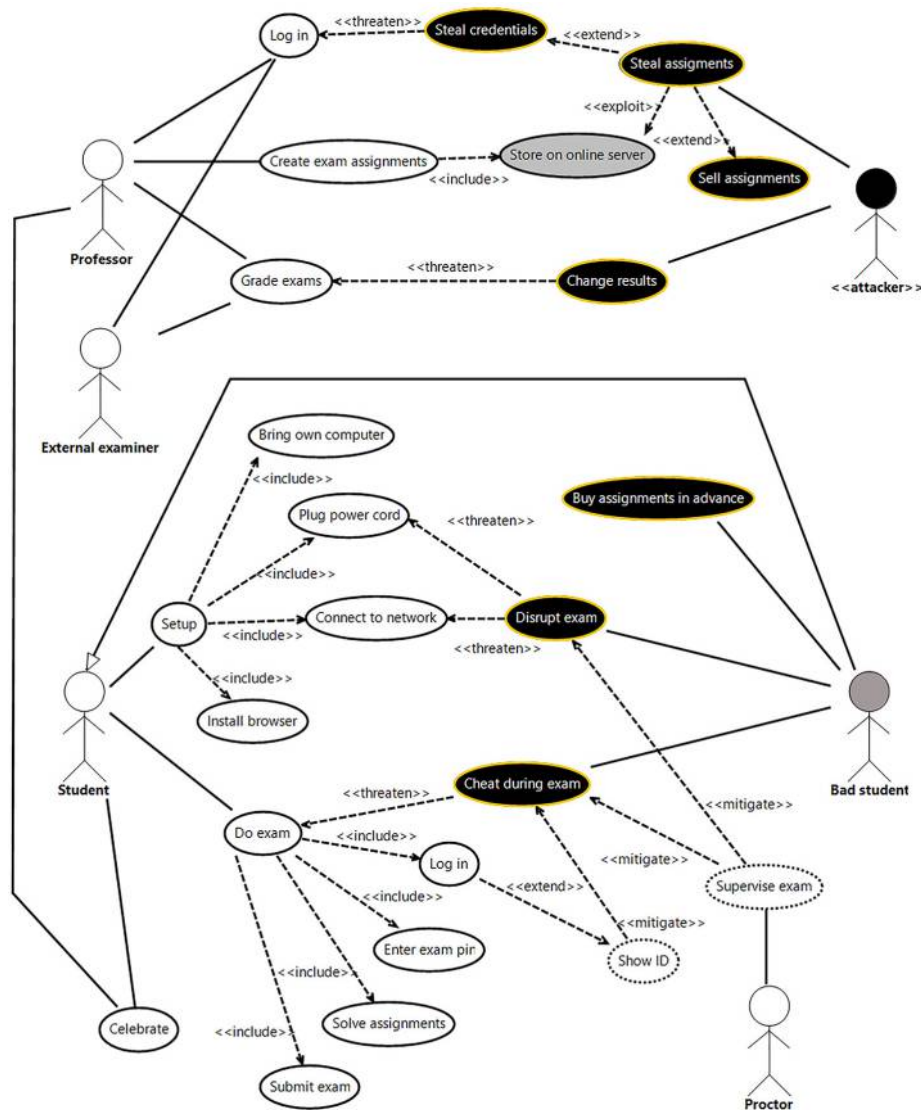 <<threaten>>
Steal credentials
Log in
<<extend>>
Steal assigments
<<exploit>>
Create exam assignments
Store on online server
<<extend>>
<<include>>
Sell assignments
Professor
<<threaten>>
Grade exams
Change results
<<attacker>>
External examiner
Bring own computer
<<include>>
Buy assignments in advance
Plug power cord
<<threaten>>
<<include>>
Setup
Connect to network
Disrupt exam
<<include>>
<<threaten>>
<<include>>
Install browser
Student
Cheat during exam
Bad student
<<threaten>>
<<mitigate>>
Do exam
<<include>>
Log in
<<mitigate>>
<<extend>>
Supervise exam
<<include>>
<<mitigate>>
Enter exam pin
Show ID
<<include>>
Celebrate
Solve assignments
<<include>>
Submit exam
Proctor